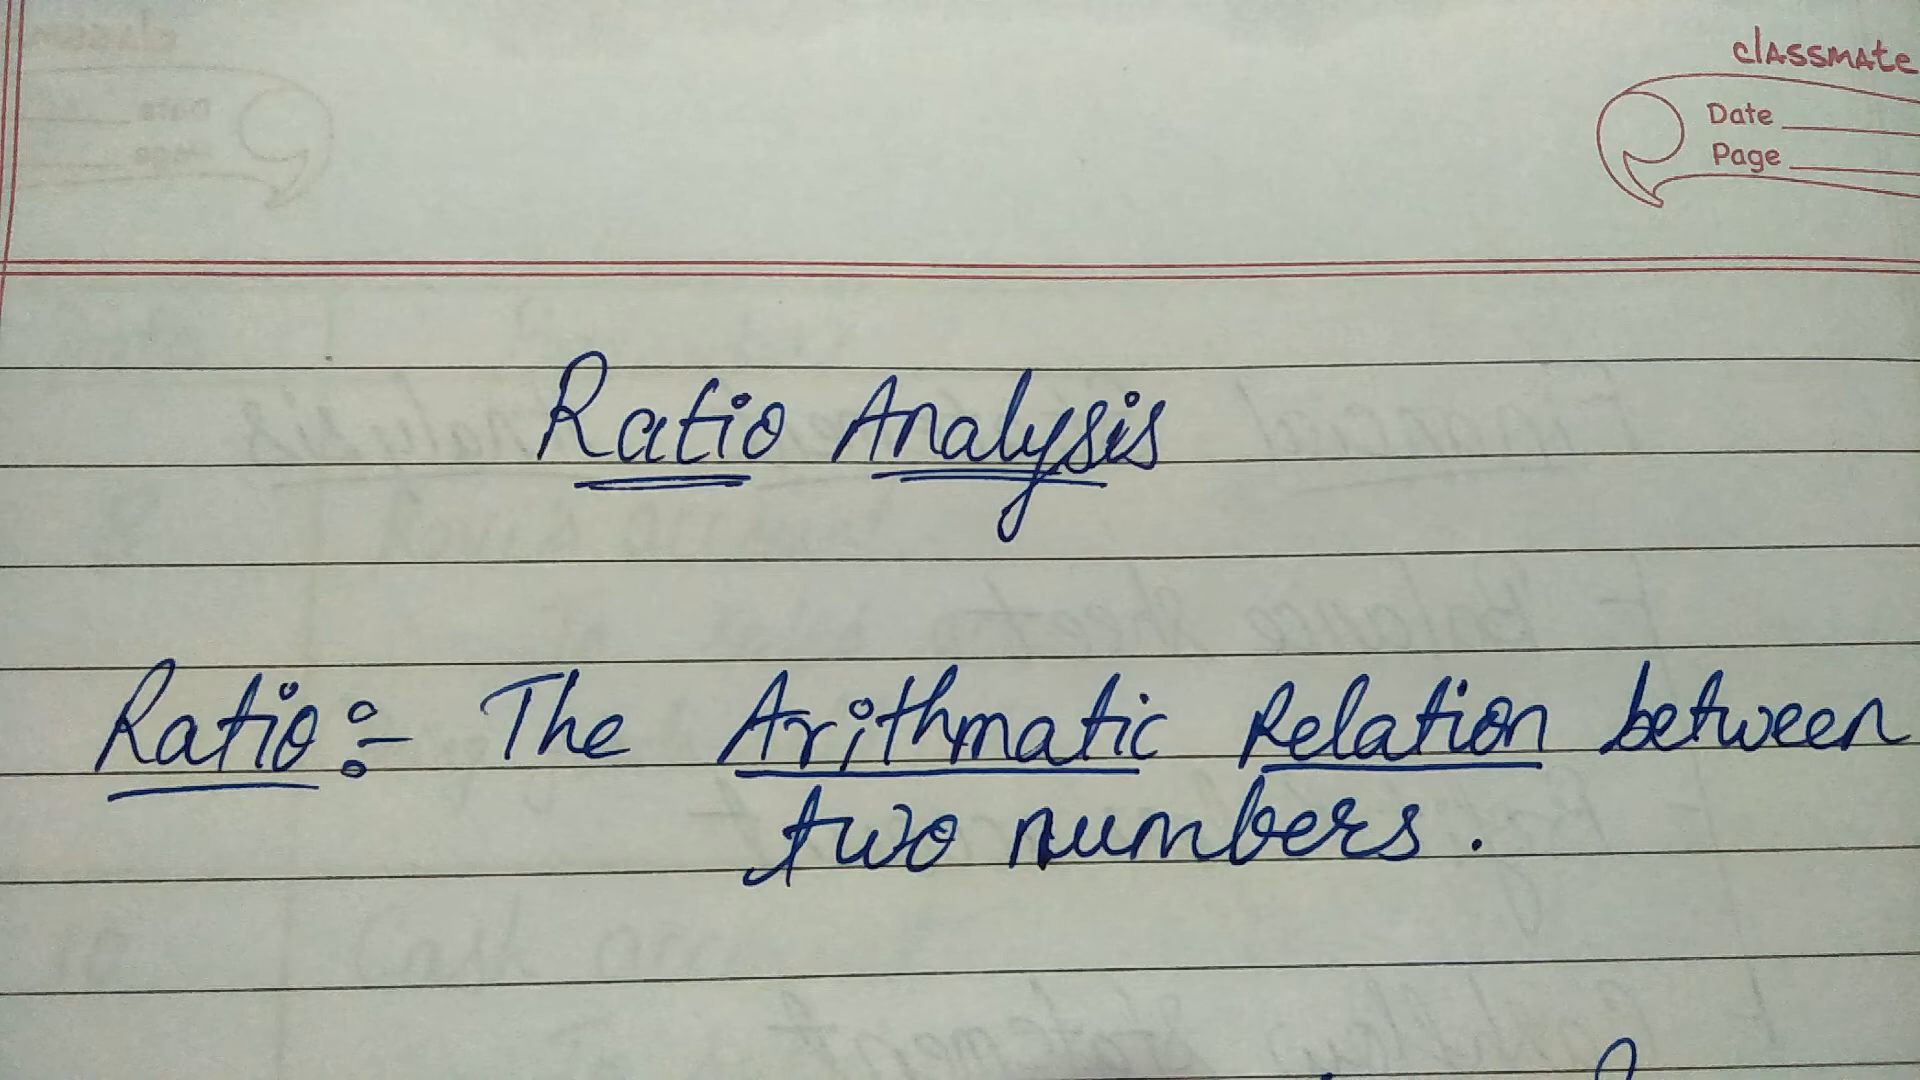 classmate
Date
Page
Ratio Analysis
Ratio:- The Arithmatic Relation between
two numbers.